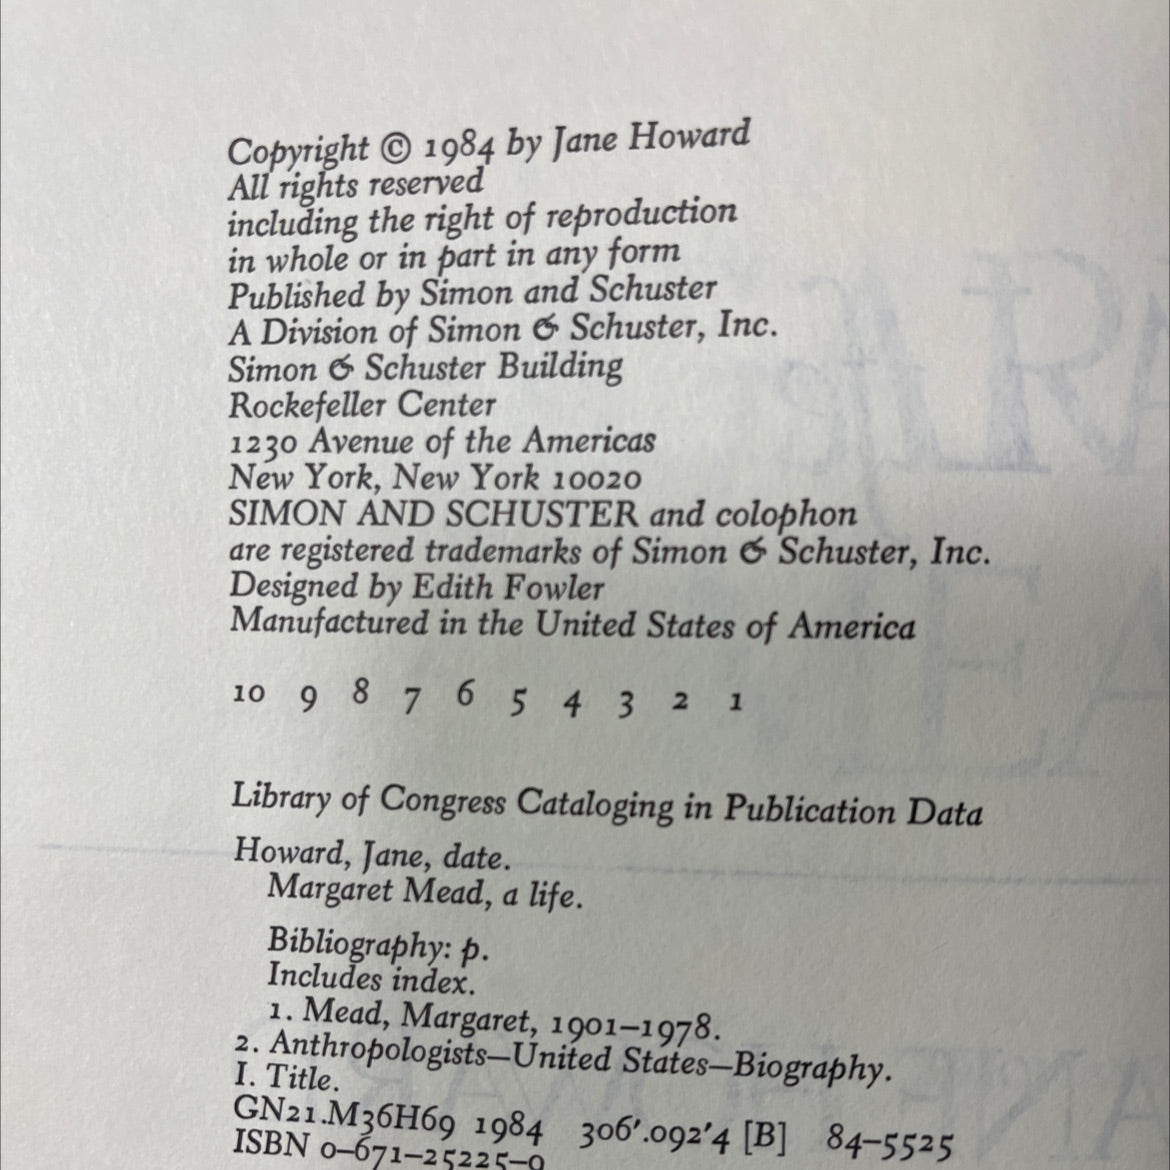 Copyright © 1984 by Jane Howard
All rights reserved
including the right of reproduction
in whole or in part in any form
Published by Simon and Schuster
A Division of Simon & Schuster, Inc.
Simon & Schuster Building
Rockefeller Center
1230 Avenue of the Americas
New York, New York 10020
SIMON AND SCHUSTER and colophon
are registered trademarks of Simon & Schuster, Inc.
Designed by Edith Fowler
Manufactured in the United States of America
10 9 8 7 6 5 4 3 2 1
Library of Congress Cataloging in Publication Data
Howard, Jane, date.
Margaret Mead, a life.
Bibliography: p.
Includes index.
1. Mead, Margaret, 1901–1978.
2. Anthropologists—United States—Biography.
I. Title.
GN21.M36H69 1984 306'.092'4 [B] 84–5525
ISBN 0–671–25225–0